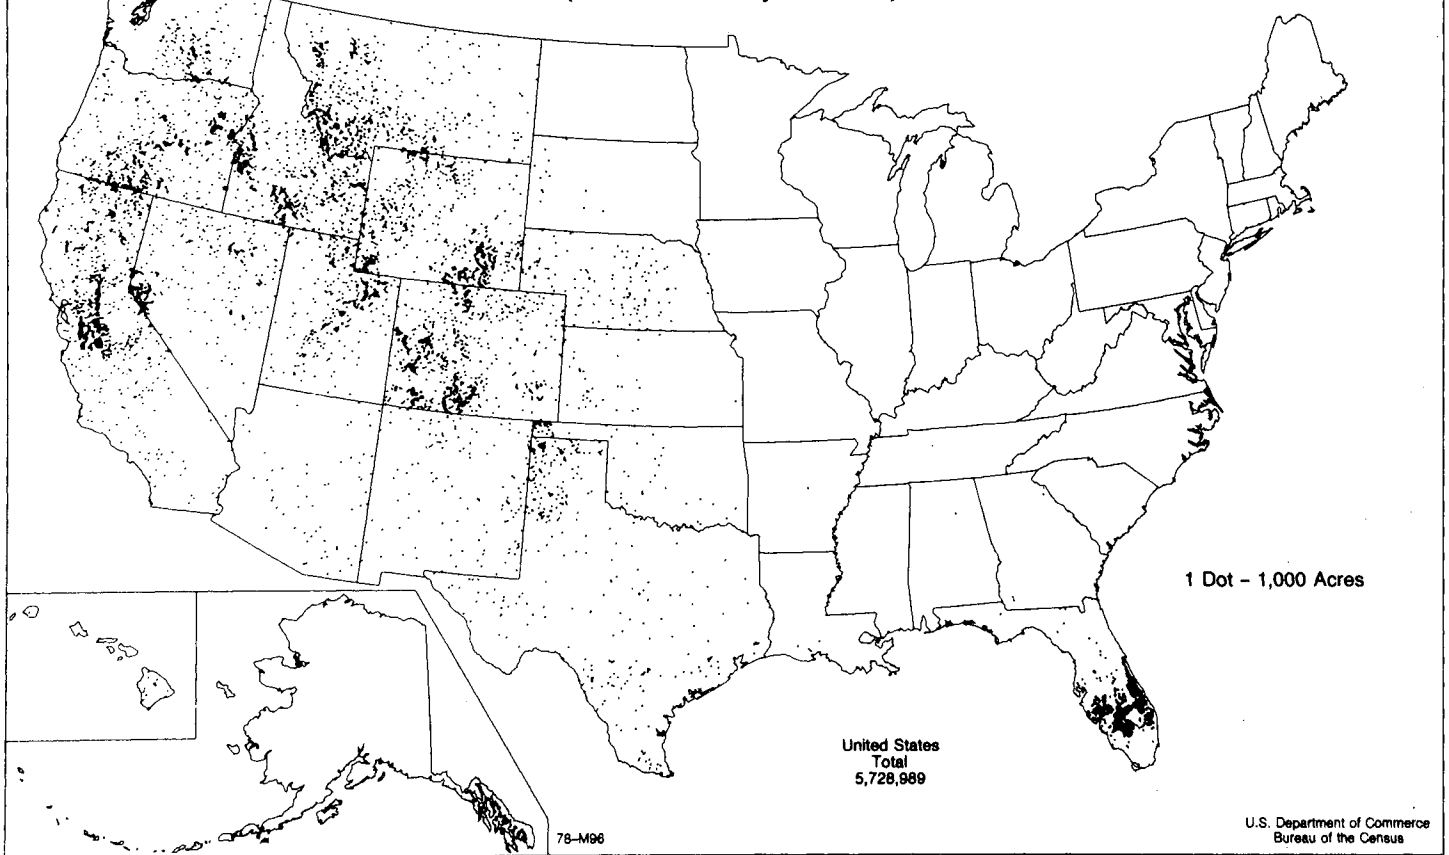 1 Dot – 1,000 Acres
United States
Total
5,728,989
78–M96
U.S. Department of Commerce
Bureau of the Census